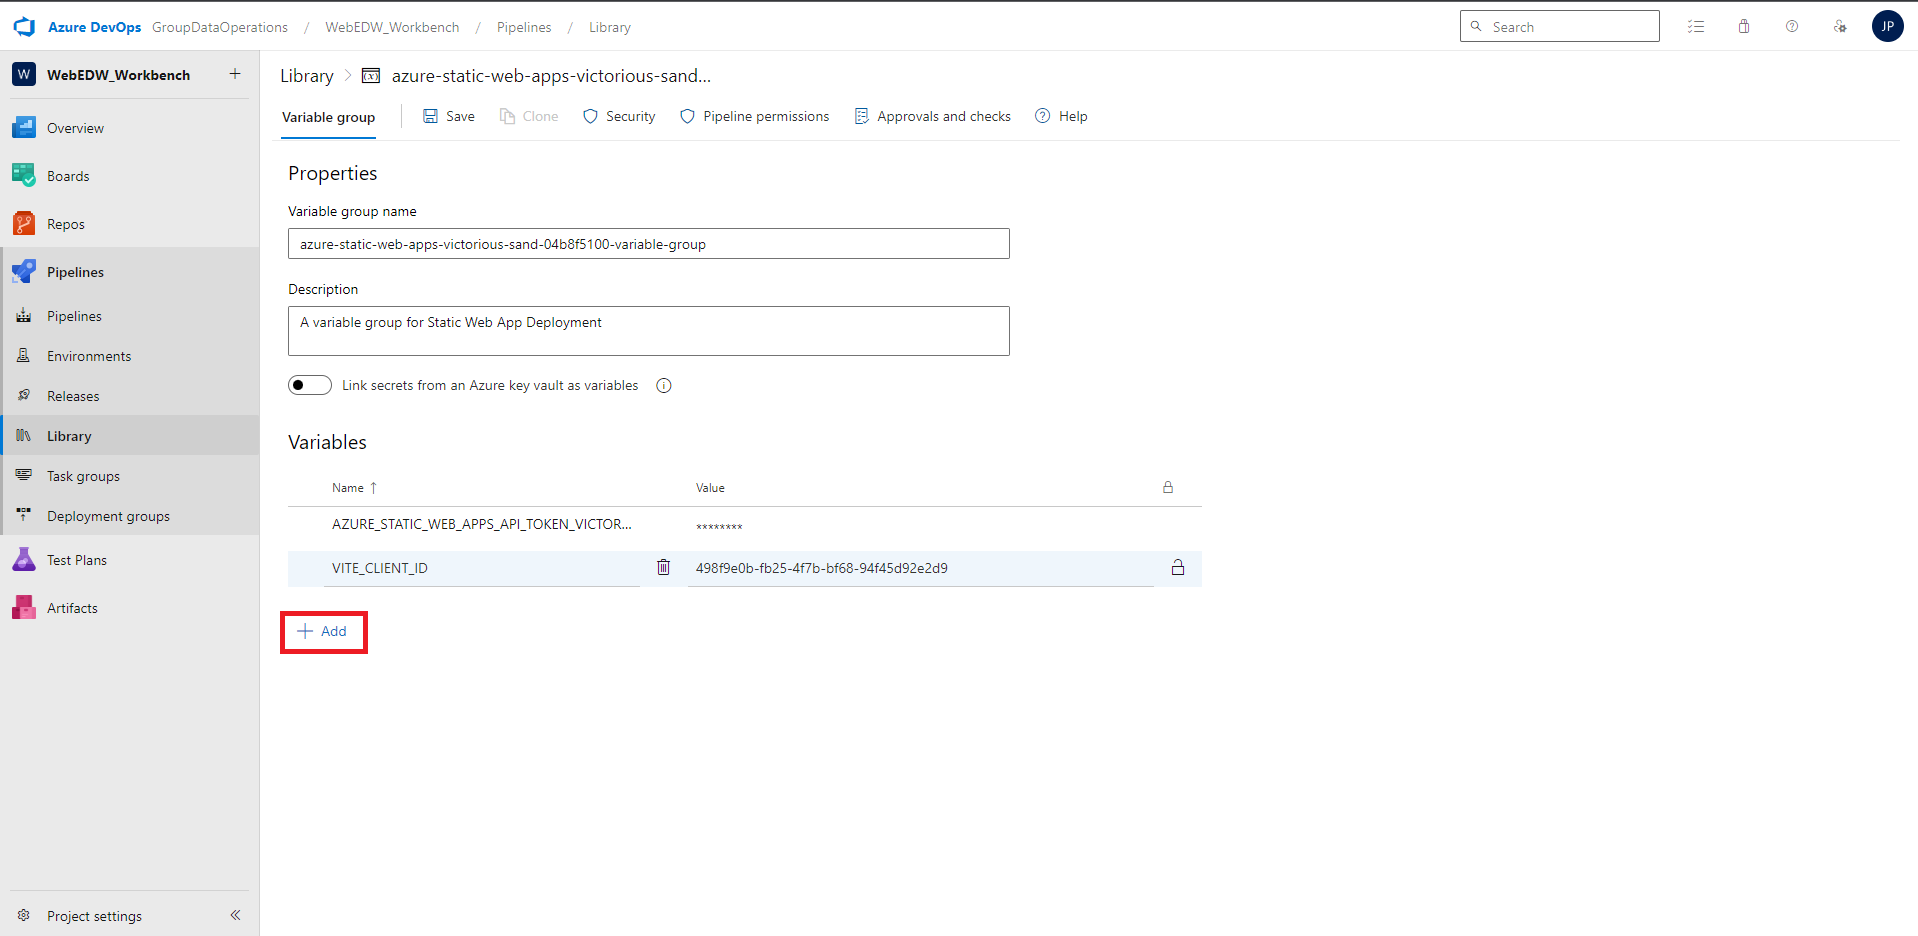 Azure DevOps GroupDataOperations / WebEDW_Workbench / Pipelines / Library
Search
JP
W WebEDW_Workbench +
Overview
Boards
Repos
Pipelines
Pipelines
Environments
Releases
Library
Task groups
Deployment groups
Test Plans
Artifacts
Project settings
Library > (x) azure-static-web-apps-victorious-sand...
Variable group
Save
Clone
Security
Pipeline permissions
Approvals and checks
Help
Properties
Variable group name
azure-static-web-apps-victorious-sand-04b8f5100-variable-group
Description
A variable group for Static Web App Deployment
Link secrets from an Azure key vault as variables
Variables
Name ↑ Value
AZURE_STATIC_WEB_APPS_API_TOKEN_VICTOR... ********
VITE_CLIENT_ID 498f9e0b-fb25-4f7b-bf68-94f45d92e2d9
+ Add